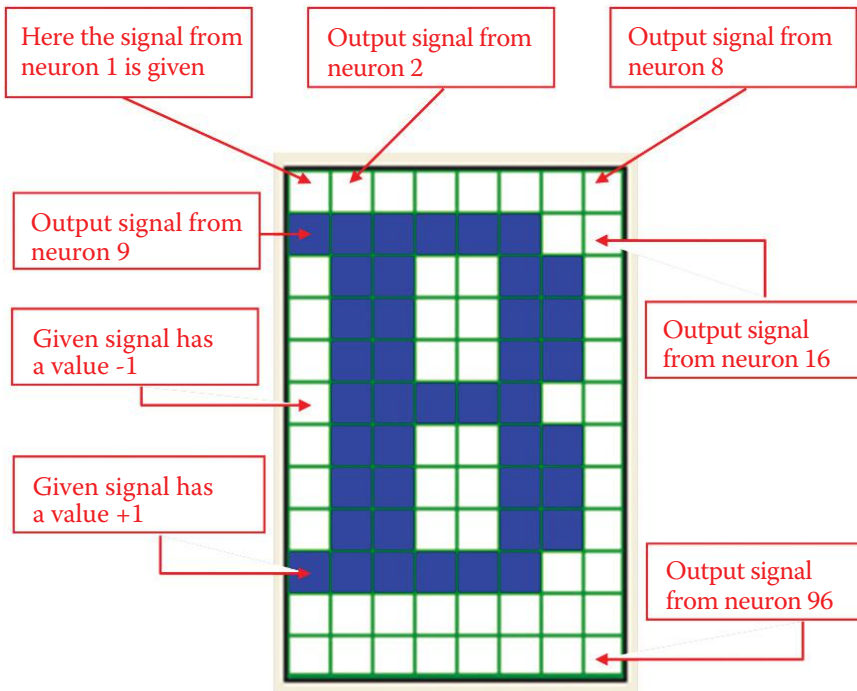 Here the signal from
neuron 1 is given
Output signal from
neuron 2
Output signal from
neuron 8
Output signal from
neuron 9
Given signal has
a value -1
Output signal
from neuron 16
Given signal has
a value +1
Output signal
from neuron 96